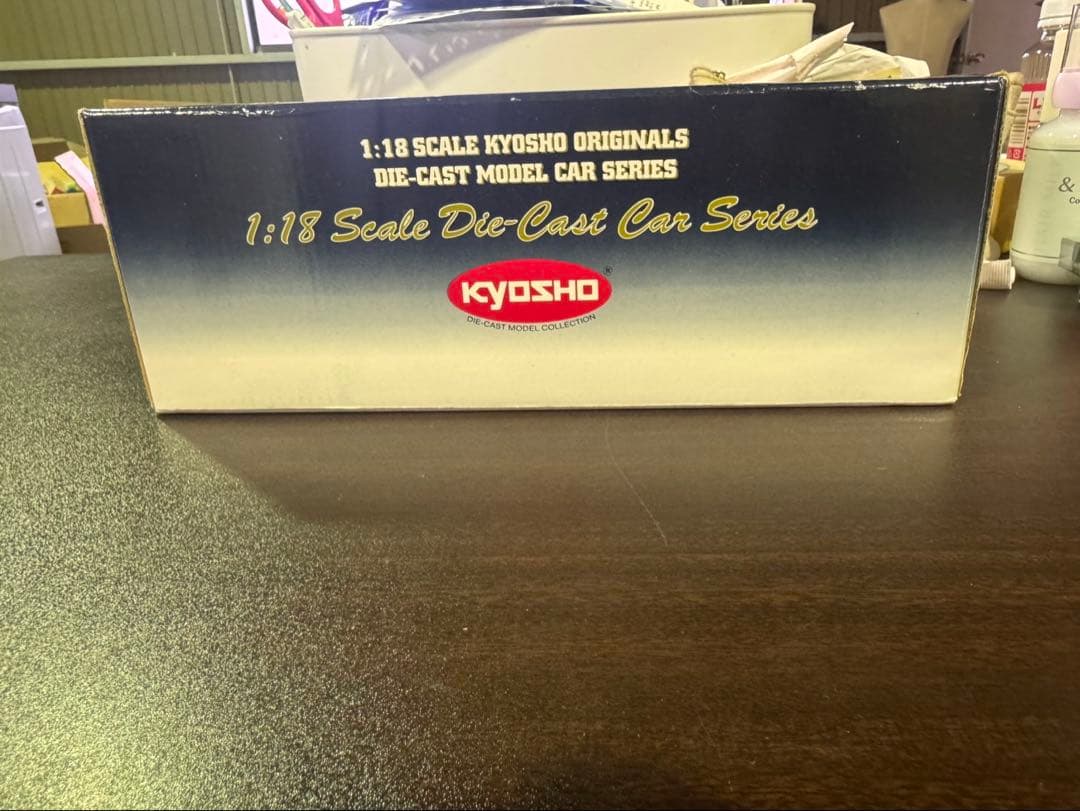 1:18 SCALE KYOSHO ORIGINALS
DIE-CAST MODEL CAR SERIES
1:18 Scale Die-Cast Car Series
KYOSHO®
DIE-CAST MODEL COLLECTION
&
Co